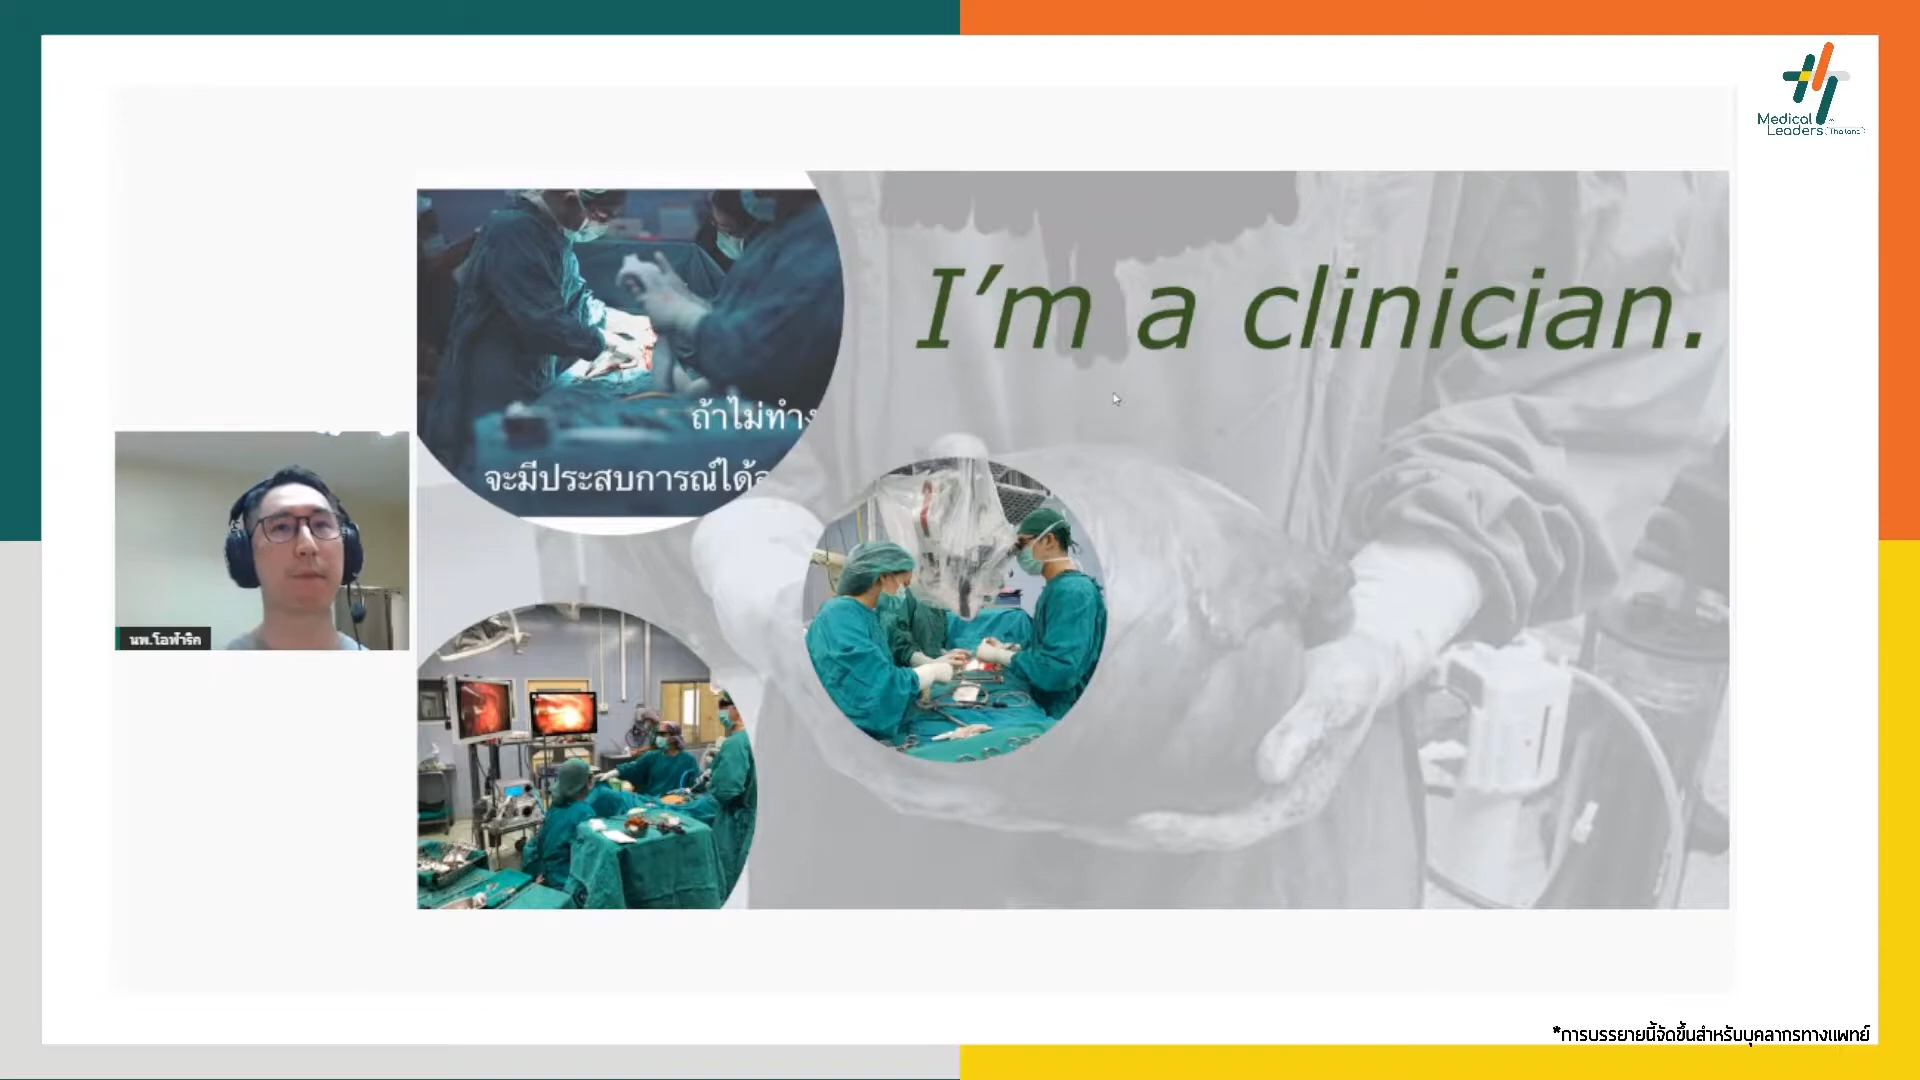 Medical
Leaders (Thailand)
I'm a clinician.
ถ้าไม่ทำง
จะมีประสบการณ์ได้
นพ.โอฬาริก
*การบรรยายนี้จัดขึ้นสำหรับบุคลากรทางแพทย์